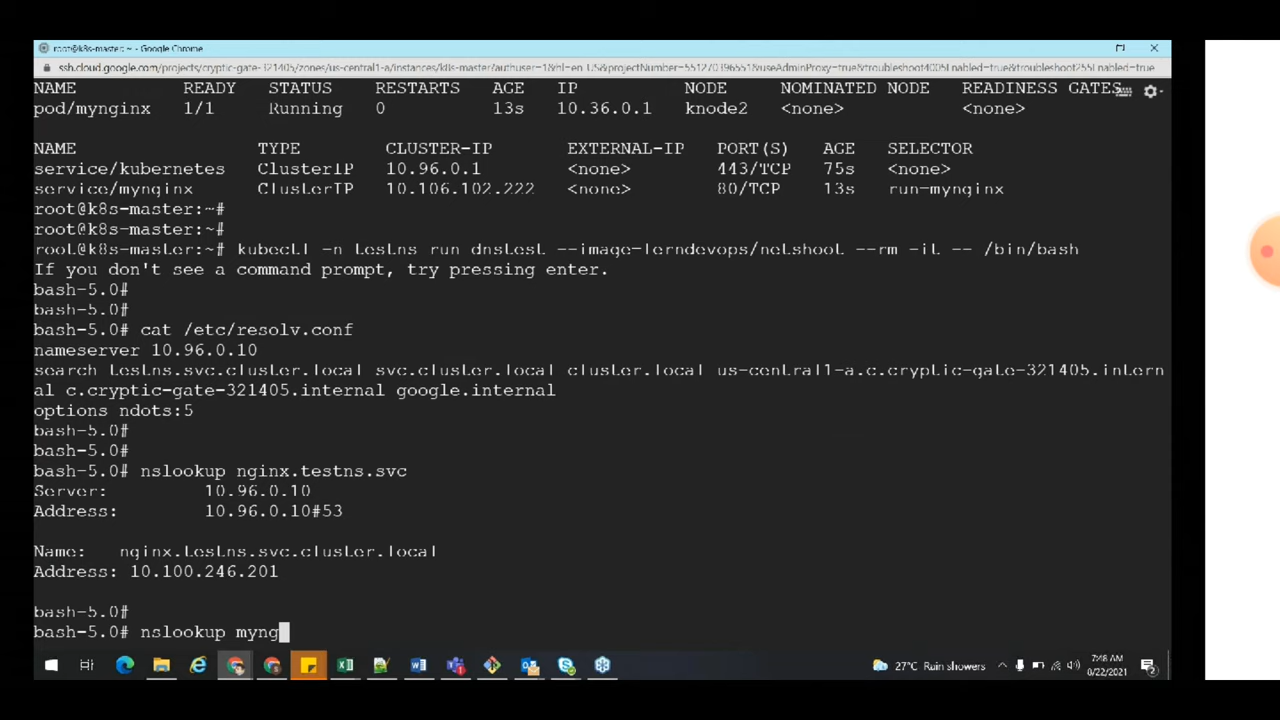 root@k8s-master: ~ - Google Chrome
ssh.cloud.google.com/projects/cryptic-gate-321405/zones/us-central1-a/instances/k8s-master?authuser=1&hl=en_US&projectNumber=551270396551&useAdminProxy=true&troubleshoot4005Enabled=true&troubleshoot255Enabled=true
NAME READY STATUS RESTARTS AGE IP NODE NOMINATED NODE READINESS GATES
pod/mynginx 1/1 Running 0 13s 10.36.0.1 knode2 <none> <none>
NAME TYPE CLUSTER-IP EXTERNAL-IP PORT(S) AGE SELECTOR
service/kubernetes ClusterIP 10.96.0.1 <none> 443/TCP 75s <none>
service/mynginx ClusterIP 10.106.102.222 <none> 80/TCP 13s run=mynginx
root@k8s-master:~#
root@k8s-master:~#
root@k8s-master:~# kubectl -n testns run dnstest --image=lerndevops/netshoot --rm -it -- /bin/bash
If you don't see a command prompt, try pressing enter.
bash-5.0#
bash-5.0#
bash-5.0# cat /etc/resolv.conf
nameserver 10.96.0.10
search testns.svc.cluster.local svc.cluster.local cluster.local us-central1-a.c.cryptic-gate-321405.intern
al c.cryptic-gate-321405.internal google.internal
options ndots:5
bash-5.0#
bash-5.0#
bash-5.0# nslookup nginx.testns.svc
Server: 10.96.0.10
Address: 10.96.0.10#53
Name: nginx.testns.svc.cluster.local
Address: 10.100.246.201
bash-5.0#
bash-5.0# nslookup myng
27°C Rain showers
7:48 AM
8/22/2021
2